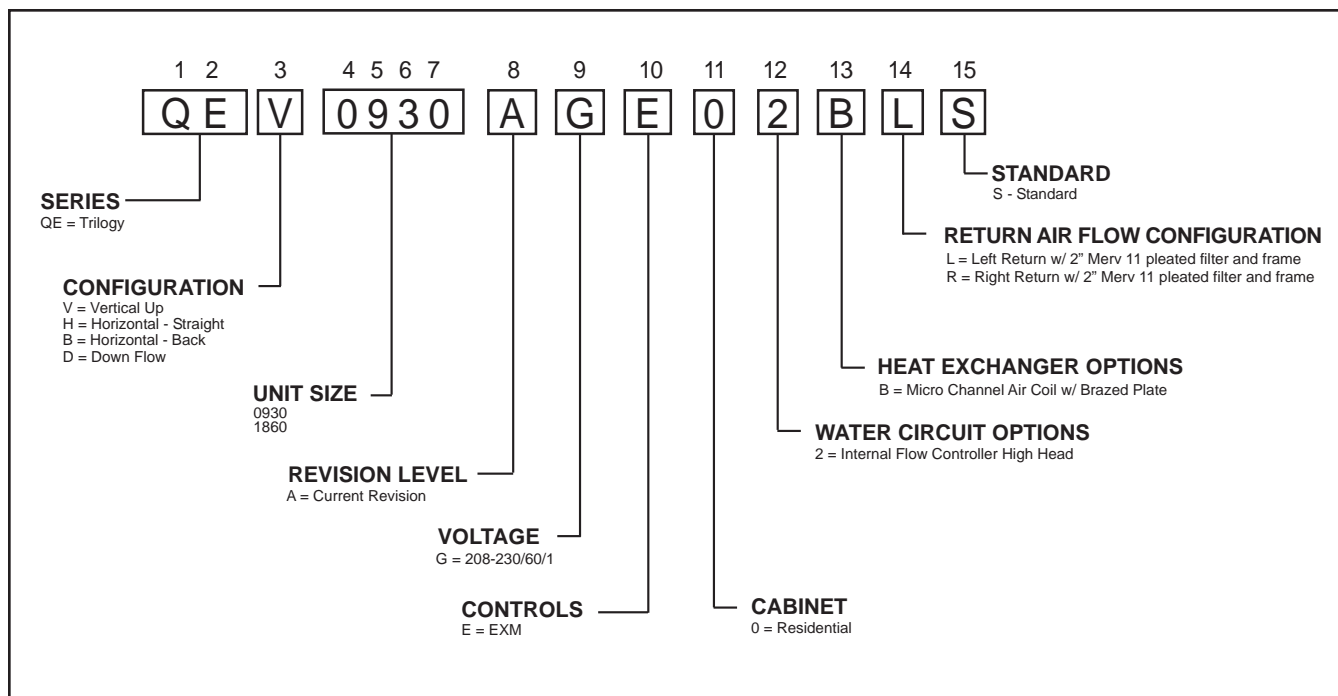 1 2 3 4 5 6 7 8 9 10 11 12 13 14 15
Q E V 0 9 3 0 A G E 0 2 B L S
SERIES
QE = Trilogy
STANDARD
S - Standard
RETURN AIR FLOW CONFIGURATION
L = Left Return w/ 2” Merv 11 pleated filter and frame
R = Right Return w/ 2” Merv 11 pleated filter and frame
CONFIGURATION
V = Vertical Up
H = Horizontal - Straight
B = Horizontal - Back
D = Down Flow
HEAT EXCHANGER OPTIONS
B = Micro Channel Air Coil w/ Brazed Plate
UNIT SIZE
0930
1860
WATER CIRCUIT OPTIONS
2 = Internal Flow Controller High Head
REVISION LEVEL
A = Current Revision
VOLTAGE
G = 208-230/60/1
CONTROLS
E = EXM
CABINET
0 = Residential